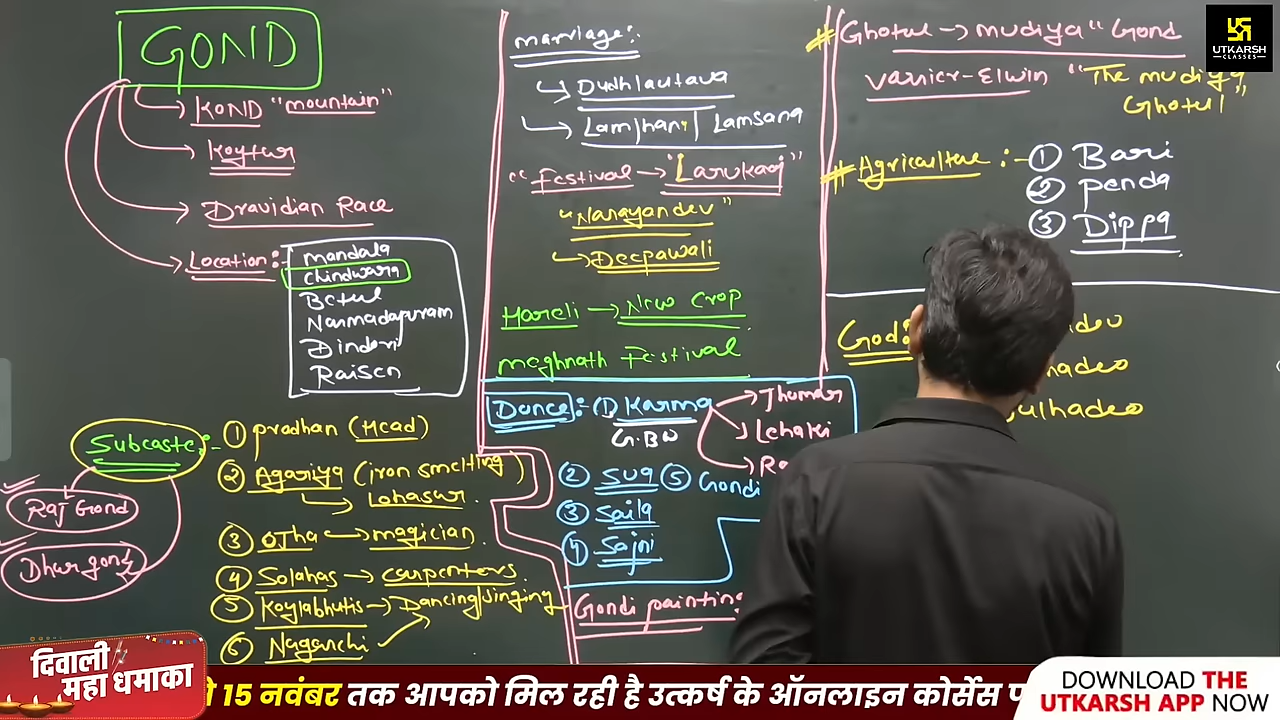 GOND
KOND "mountain"
Koytur
Dravidian Race
Location:-
mandala
chindwara
Betul
Narmadapuram
Dindori
Raisen
Subcaste:-
Raj Gond
Dhur gond
① pradhan (Head)
② Agariya (iron smelting)
Lohasur
③ Ojha → magician
④ Solahas → carpenters
⑤ Koylabhutis → Dancing/singing
⑥ Naganchi
marriage:-
Dudhlautava
Lamjhani / Lamsana
"Festival → "Larukaaj"
"Narayandev"
Deepawali
Hareli → New crop
meghnath Festival
Dance:- ① Karma
Jhumar
Lehaki
② Sua ⑤ Gondi
③ Saila
④ Sajni
Gondi painting
# Ghotul → mudiya" Gond
varrier-Elwin "The mudiya
Ghotul"
# Agriculture :- ① Bari
② penda
③ Dippa
God:
ulhadeo
UTKARSH
CLASSES
दिवाली
महा धमाका
15 नवंबर तक आपको मिल रही है उत्कर्ष के ऑनलाइन कोर्सेस
DOWNLOAD THE
UTKARSH APP NOW